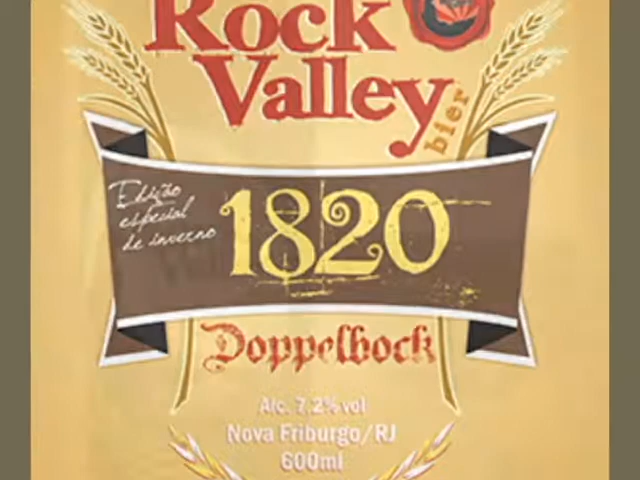 Rock
Valley
bier
Edição
especial
de inverno
1820
Doppelbock
Alc. 7.2% vol
Nova Friburgo/RJ
600ml